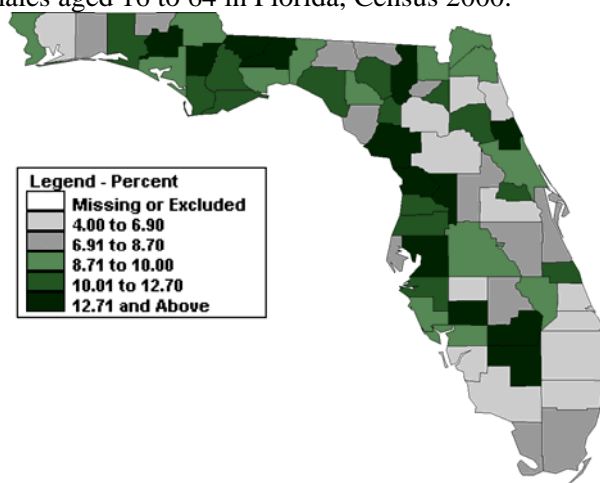 ales aged 16 to 64 in Florida, Census 2000.
Legend - Percent
Missing or Excluded
4.00 to 6.90
6.91 to 8.70
8.71 to 10.00
10.01 to 12.70
12.71 and Above